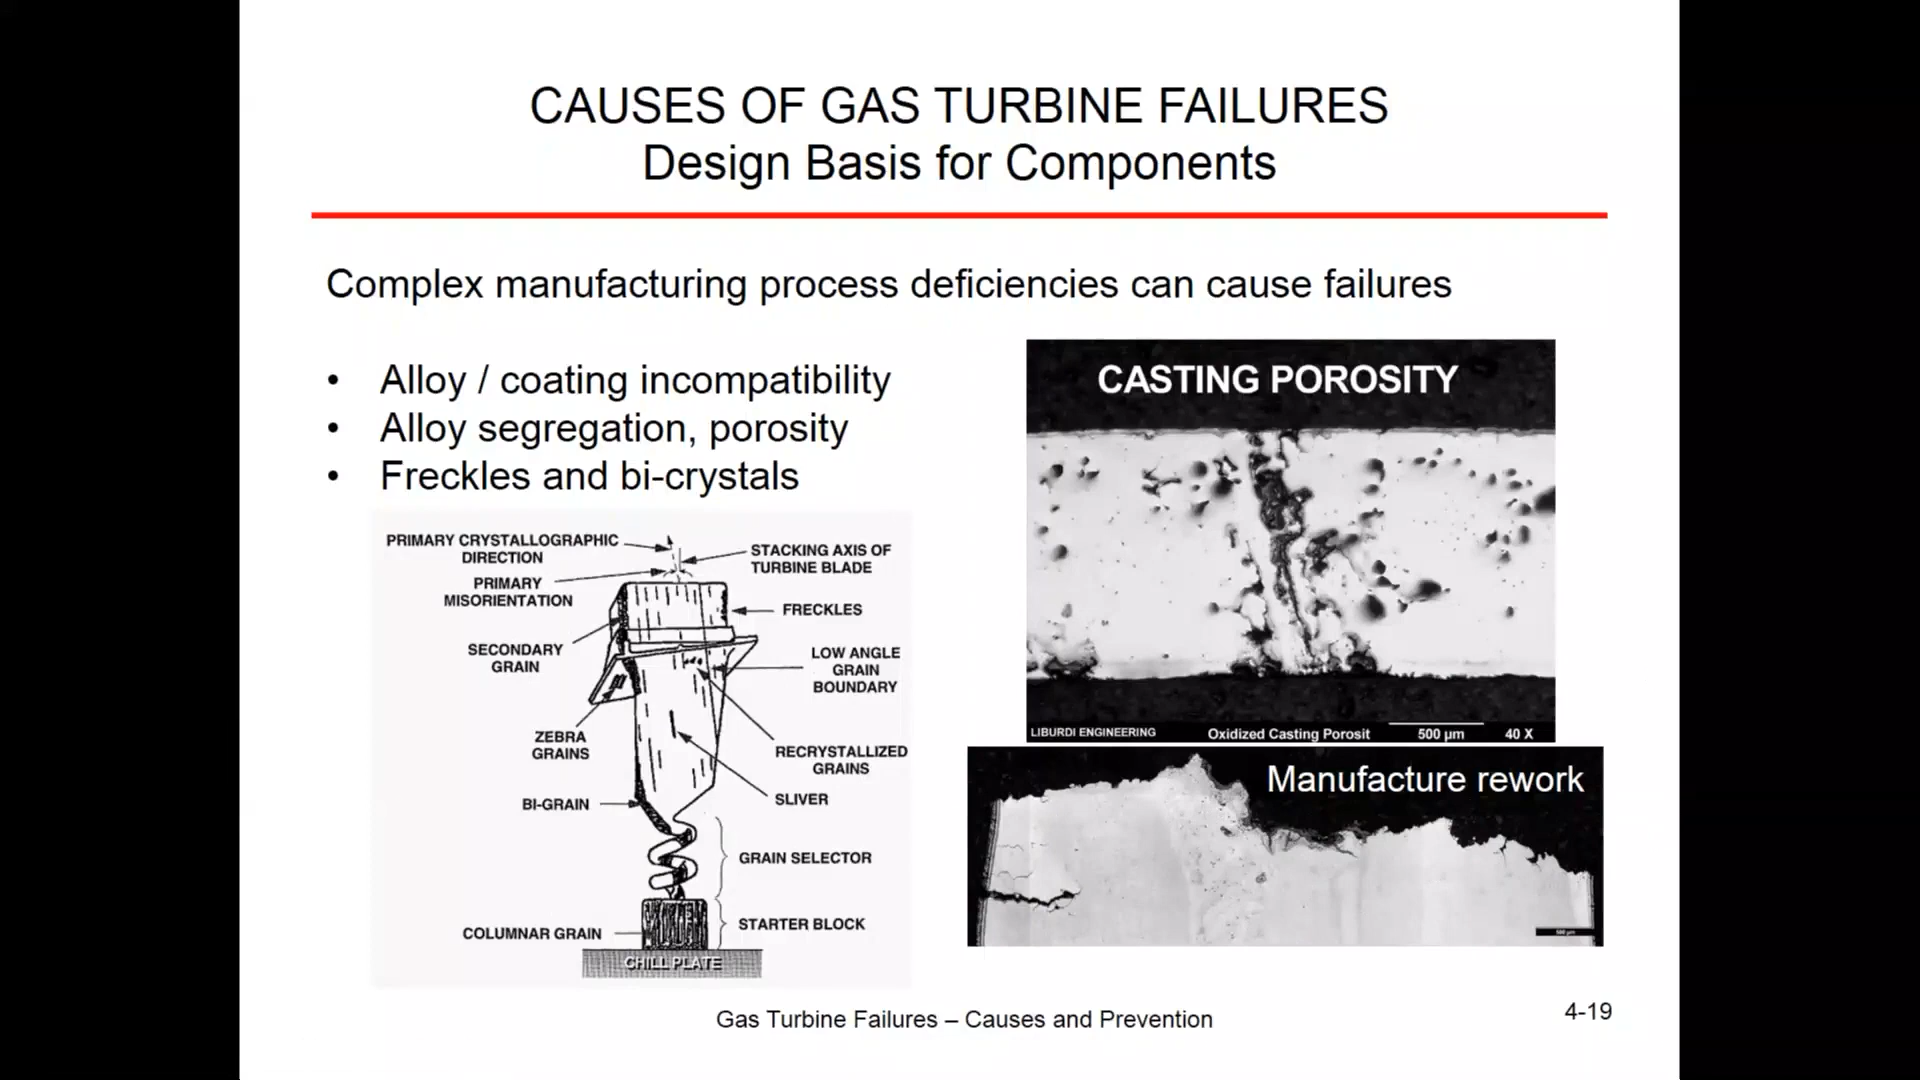 CAUSES OF GAS TURBINE FAILURES
Design Basis for Components
Complex manufacturing process deficiencies can cause failures
• Alloy / coating incompatibility
• Alloy segregation, porosity
• Freckles and bi-crystals
PRIMARY CRYSTALLOGRAPHIC
DIRECTION
PRIMARY
MISORIENTATION
SECONDARY
GRAIN
ZEBRA
GRAINS
BI-GRAIN
COLUMNAR GRAIN
STACKING AXIS OF
TURBINE BLADE
FRECKLES
LOW ANGLE
GRAIN
BOUNDARY
RECRYSTALLIZED
GRAINS
SLIVER
GRAIN SELECTOR
STARTER BLOCK
CHILL PLATE
CASTING POROSITY
LIBURDI ENGINEERING Oxidized Casting Porosit 500 µm 40 X
Manufacture rework
Gas Turbine Failures – Causes and Prevention
4-19